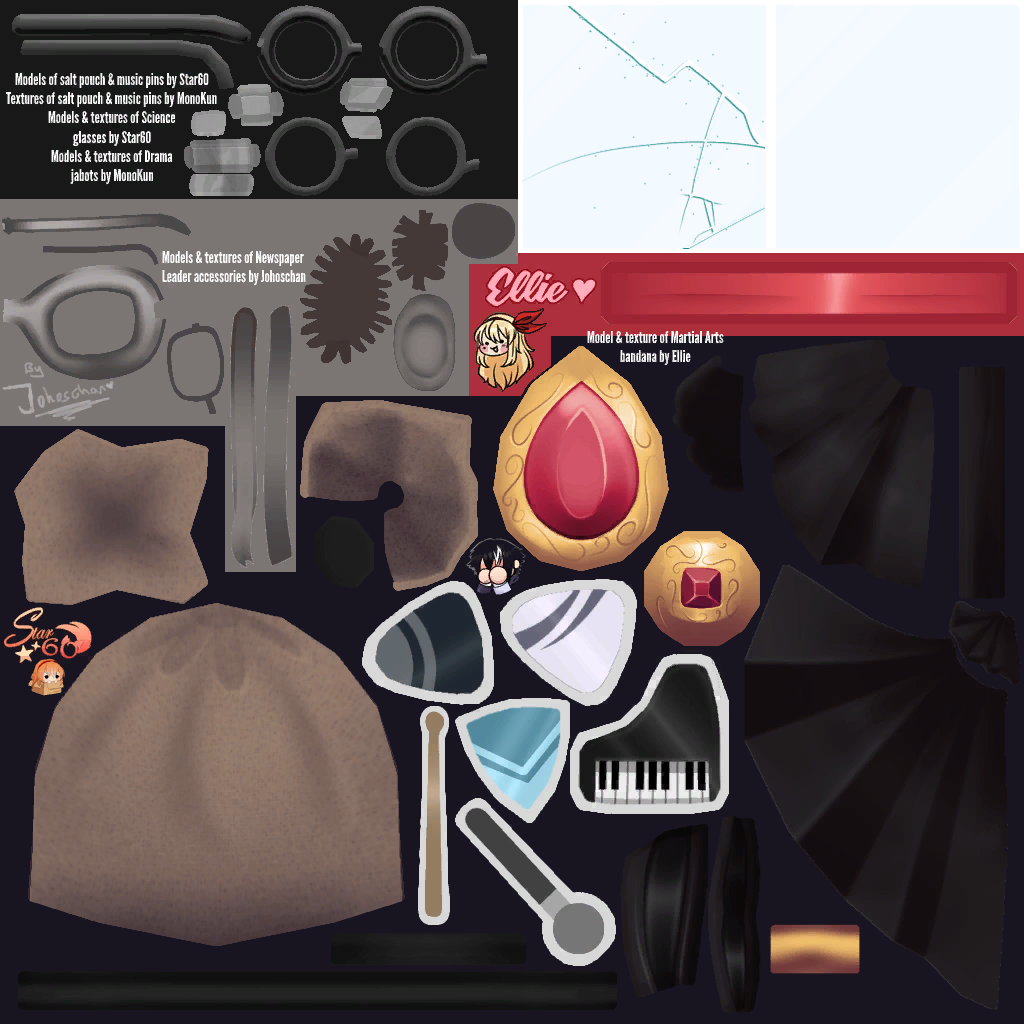 Models of salt pouch & music pins by Star60
Textures of salt pouch & music pins by MonoKun
Models & textures of Science
glasses by Star60
Models & textures of Drama
jabots by MonoKun
Models & textures of Newspaper
Leader accessories by Johoschan
Ellie
Model & texture of Martial Arts
bandana by Ellie
By
Johoschan
Star
60